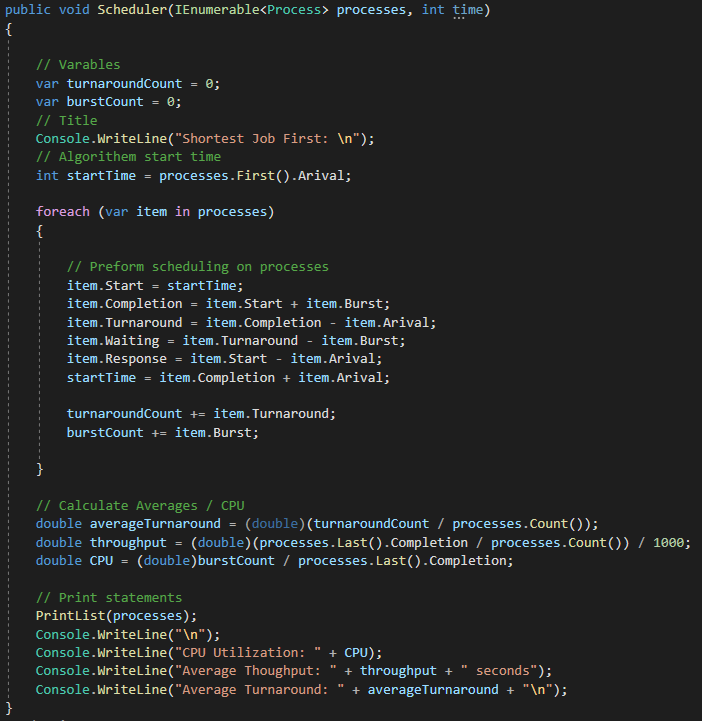 public void Scheduler(IEnumerable<Process> processes, int time)
{
// Varables
var turnaroundCount = 0;
var burstCount = 0;
// Title
Console.WriteLine("Shortest Job First: \n");
// Algorithem start time
int startTime = processes.First().Arival;
foreach (var item in processes)
{
// Preform scheduling on processes
item.Start = startTime;
item.Completion = item.Start + item.Burst;
item.Turnaround = item.Completion - item.Arival;
item.Waiting = item.Turnaround - item.Burst;
item.Response = item.Start - item.Arival;
startTime = item.Completion + item.Arival;
turnaroundCount += item.Turnaround;
burstCount += item.Burst;
}
// Calculate Averages / CPU
double averageTurnaround = (double)(turnaroundCount / processes.Count());
double throughput = (double)(processes.Last().Completion / processes.Count()) / 1000;
double CPU = (double)burstCount / processes.Last().Completion;
// Print statements
PrintList(processes);
Console.WriteLine("\n");
Console.WriteLine("CPU Utilization: " + CPU);
Console.WriteLine("Average Thoughput: " + throughput + " seconds");
Console.WriteLine("Average Turnaround: " + averageTurnaround + "\n");
}